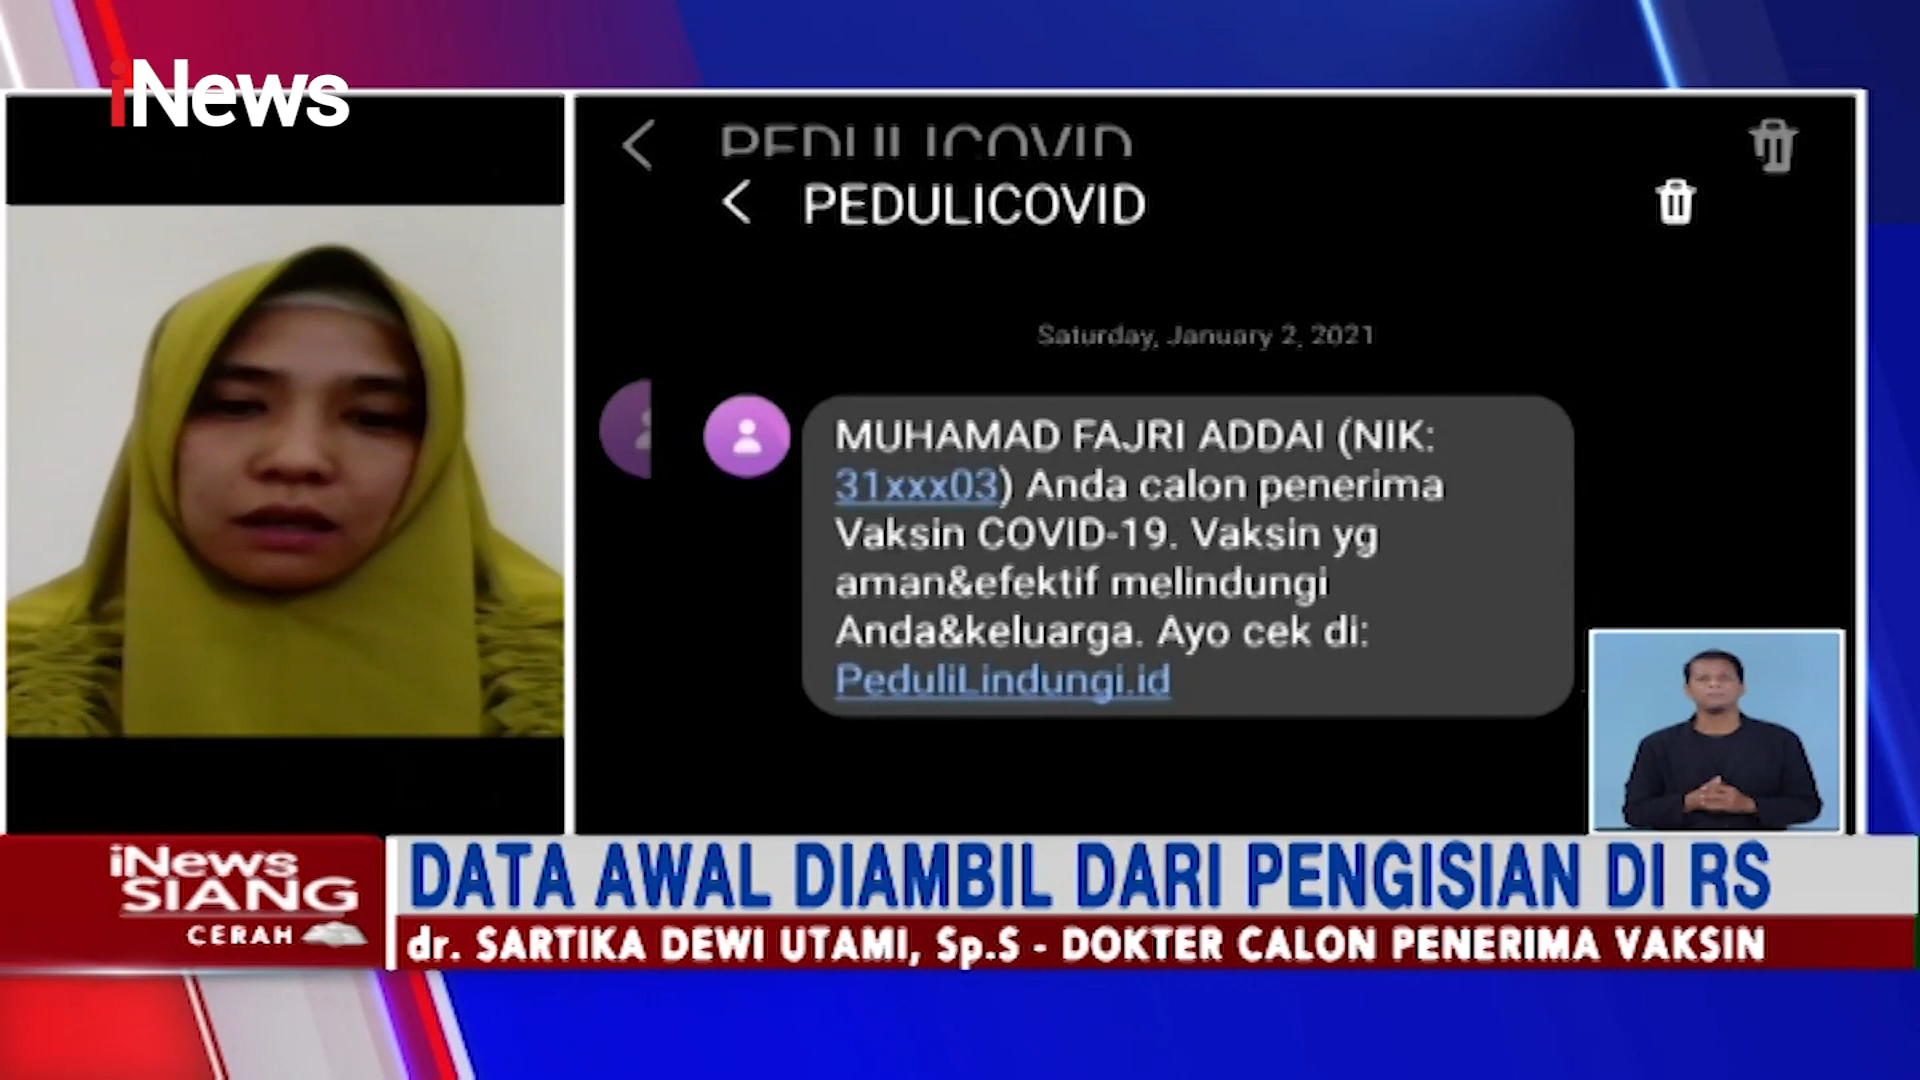 iNews
PEDULICOVID
PEDULICOVID
Saturday, January 2, 2021
MUHAMAD FAJRI ADDAI (NIK:
31xxx03) Anda calon penerima
Vaksin COVID-19. Vaksin yg
aman&efektif melindungi
Anda&keluarga. Ayo cek di:
PeduliLindungi.id
iNews
SIANG
CERAH
DATA AWAL DIAMBIL DARI PENGISIAN DI RS
dr. SARTIKA DEWI UTAMI, Sp.S - DOKTER CALON PENERIMA VAKSIN